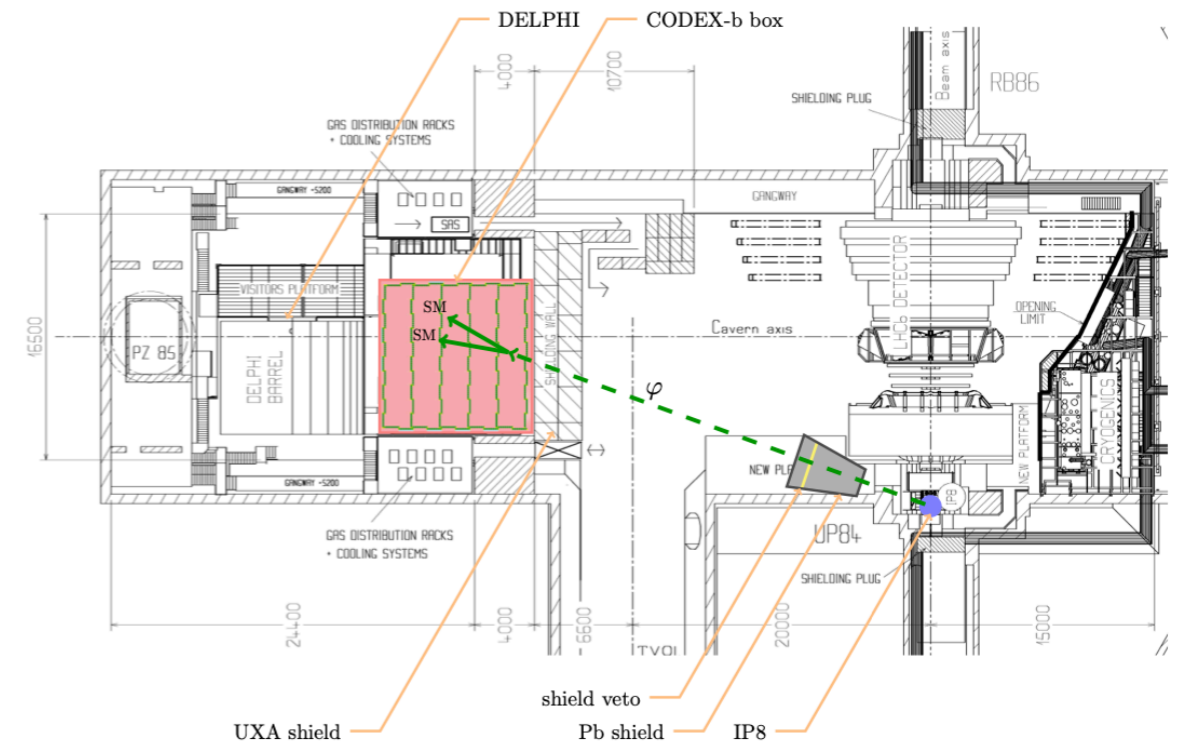 DELPHI
CODEX-b box
4000
10700
Beam axis
RB86
SHIELDING PLUG
GAS DISTRIBUTION RACKS
+ COOLING SYSTEMS
GANGWAY -5200
GANGWAY
SAS
VISITORS PLATFORM
SM
SM
LHCb DETECTOR
OPENING
LIMIT
16500
PZ 85
DELPHI
BARREL
SHIELDING WALL
Cavern axis
φ
CRYOGENICS
NEW PLATFORM
NEW PLA
IP8
GANGWAY -5200
GAS DISTRIBUTION RACKS
+ COOLING SYSTEMS
UP84
SHIELDING PLUG
24400
4000
6600
20000
15000
shield veto
UXA shield
Pb shield
IP8